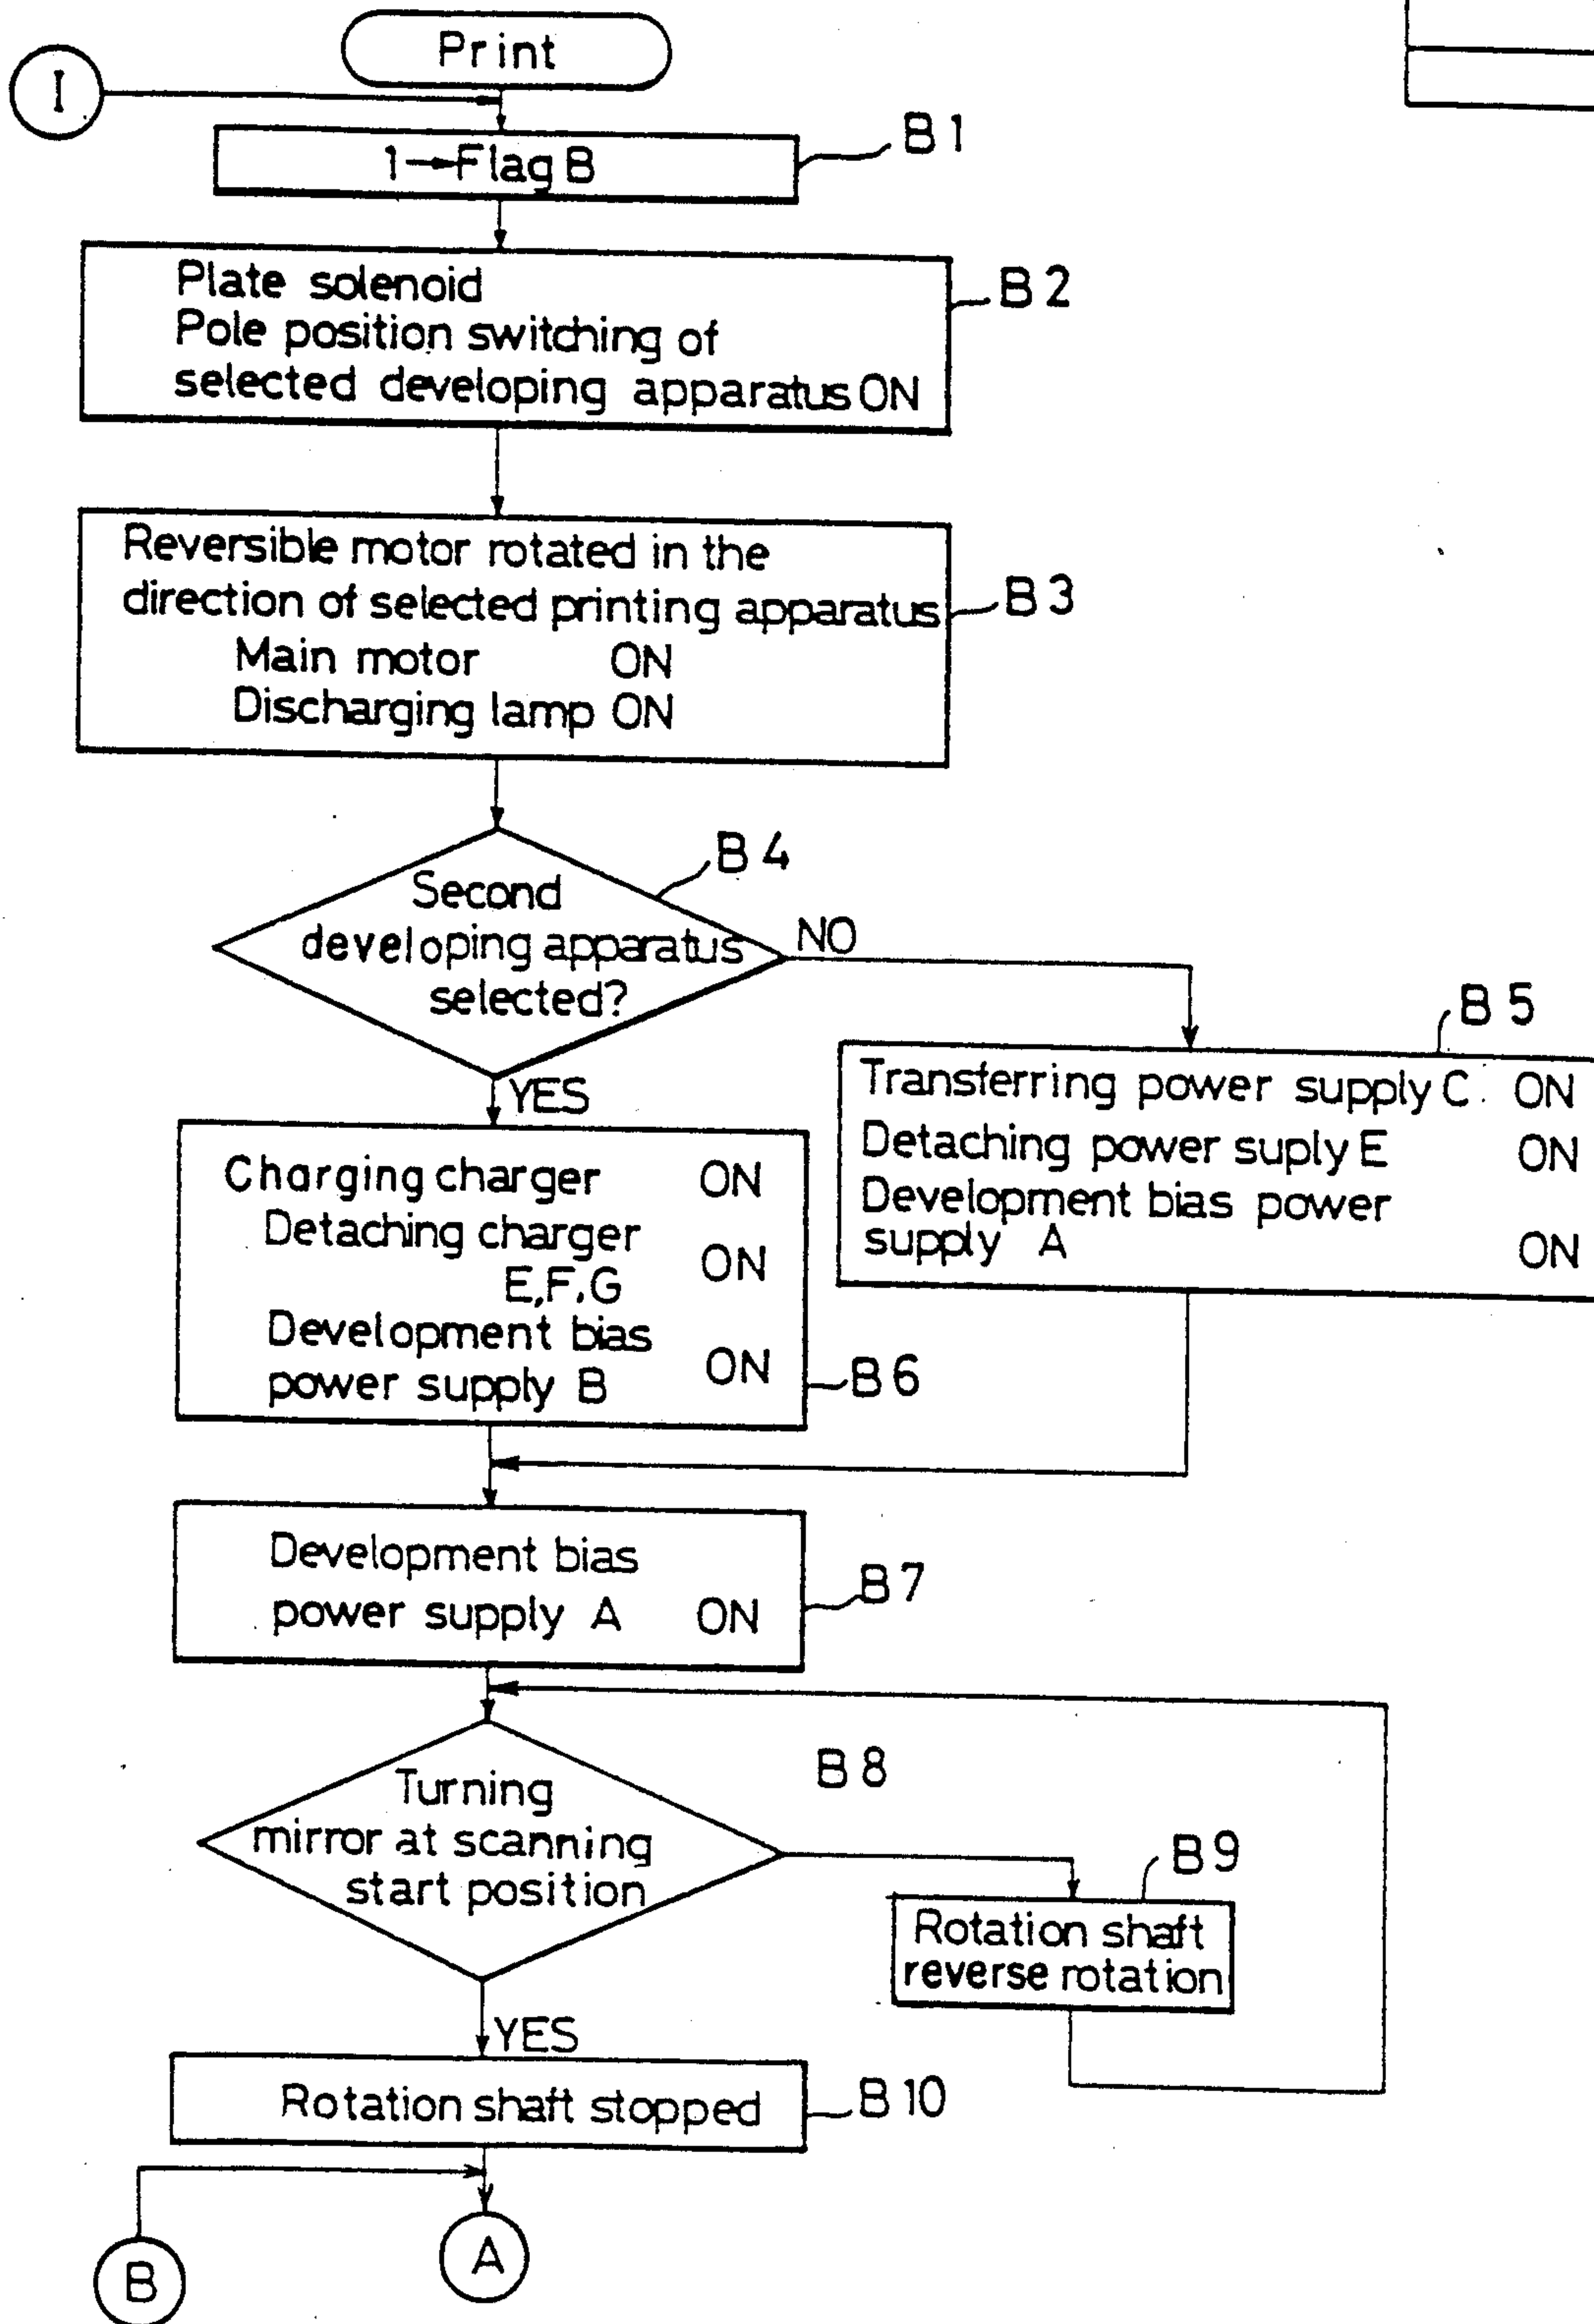 Print
I
B1
1→Flag B
Plate solenoid
B2
Pole position switching of
selected developing apparatus ON
Reversible motor rotated in the
direction of selected printing apparatus
B3
Main motor ON
Discharging lamp ON
B4
Second
developing apparatus
selected?
NO
YES
B5
Transferring power supply C ON
Detaching power suply E ON
Development bias power
supply A ON
Charging charger ON
Detaching charger
E,F,G ON
Development bias
power supply B ON
B6
Development bias
power supply A ON
B7
B8
Turning
mirror at scanning
start position
B9
Rotation shaft
reverse rotation
YES
Rotation shaft stopped
B10
A
B